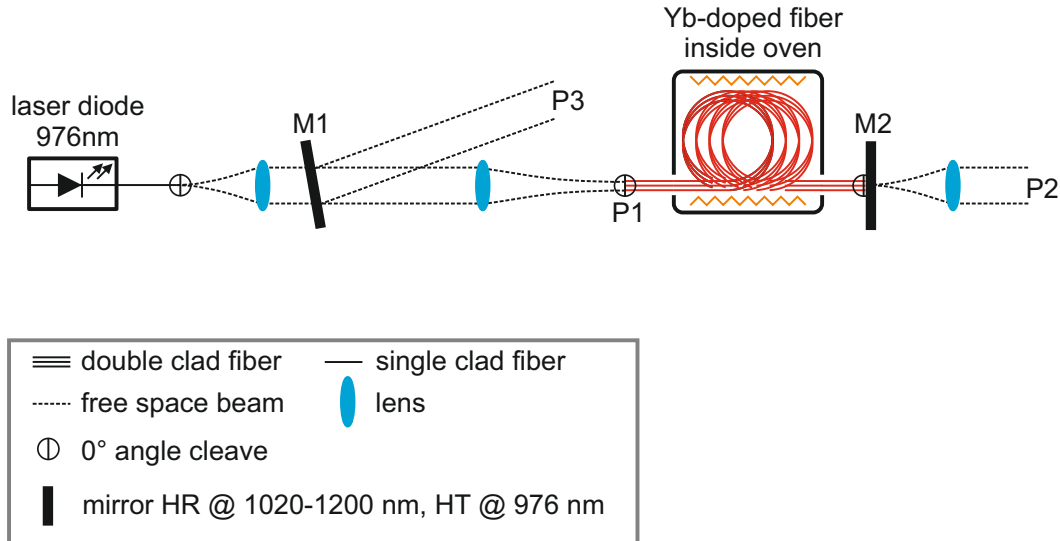 Yb-doped fiber
inside oven
laser diode
976nm
M1
P3
M2
P1
P2
double clad fiber
single clad fiber
free space beam
lens
0° angle cleave
mirror HR @ 1020-1200 nm, HT @ 976 nm